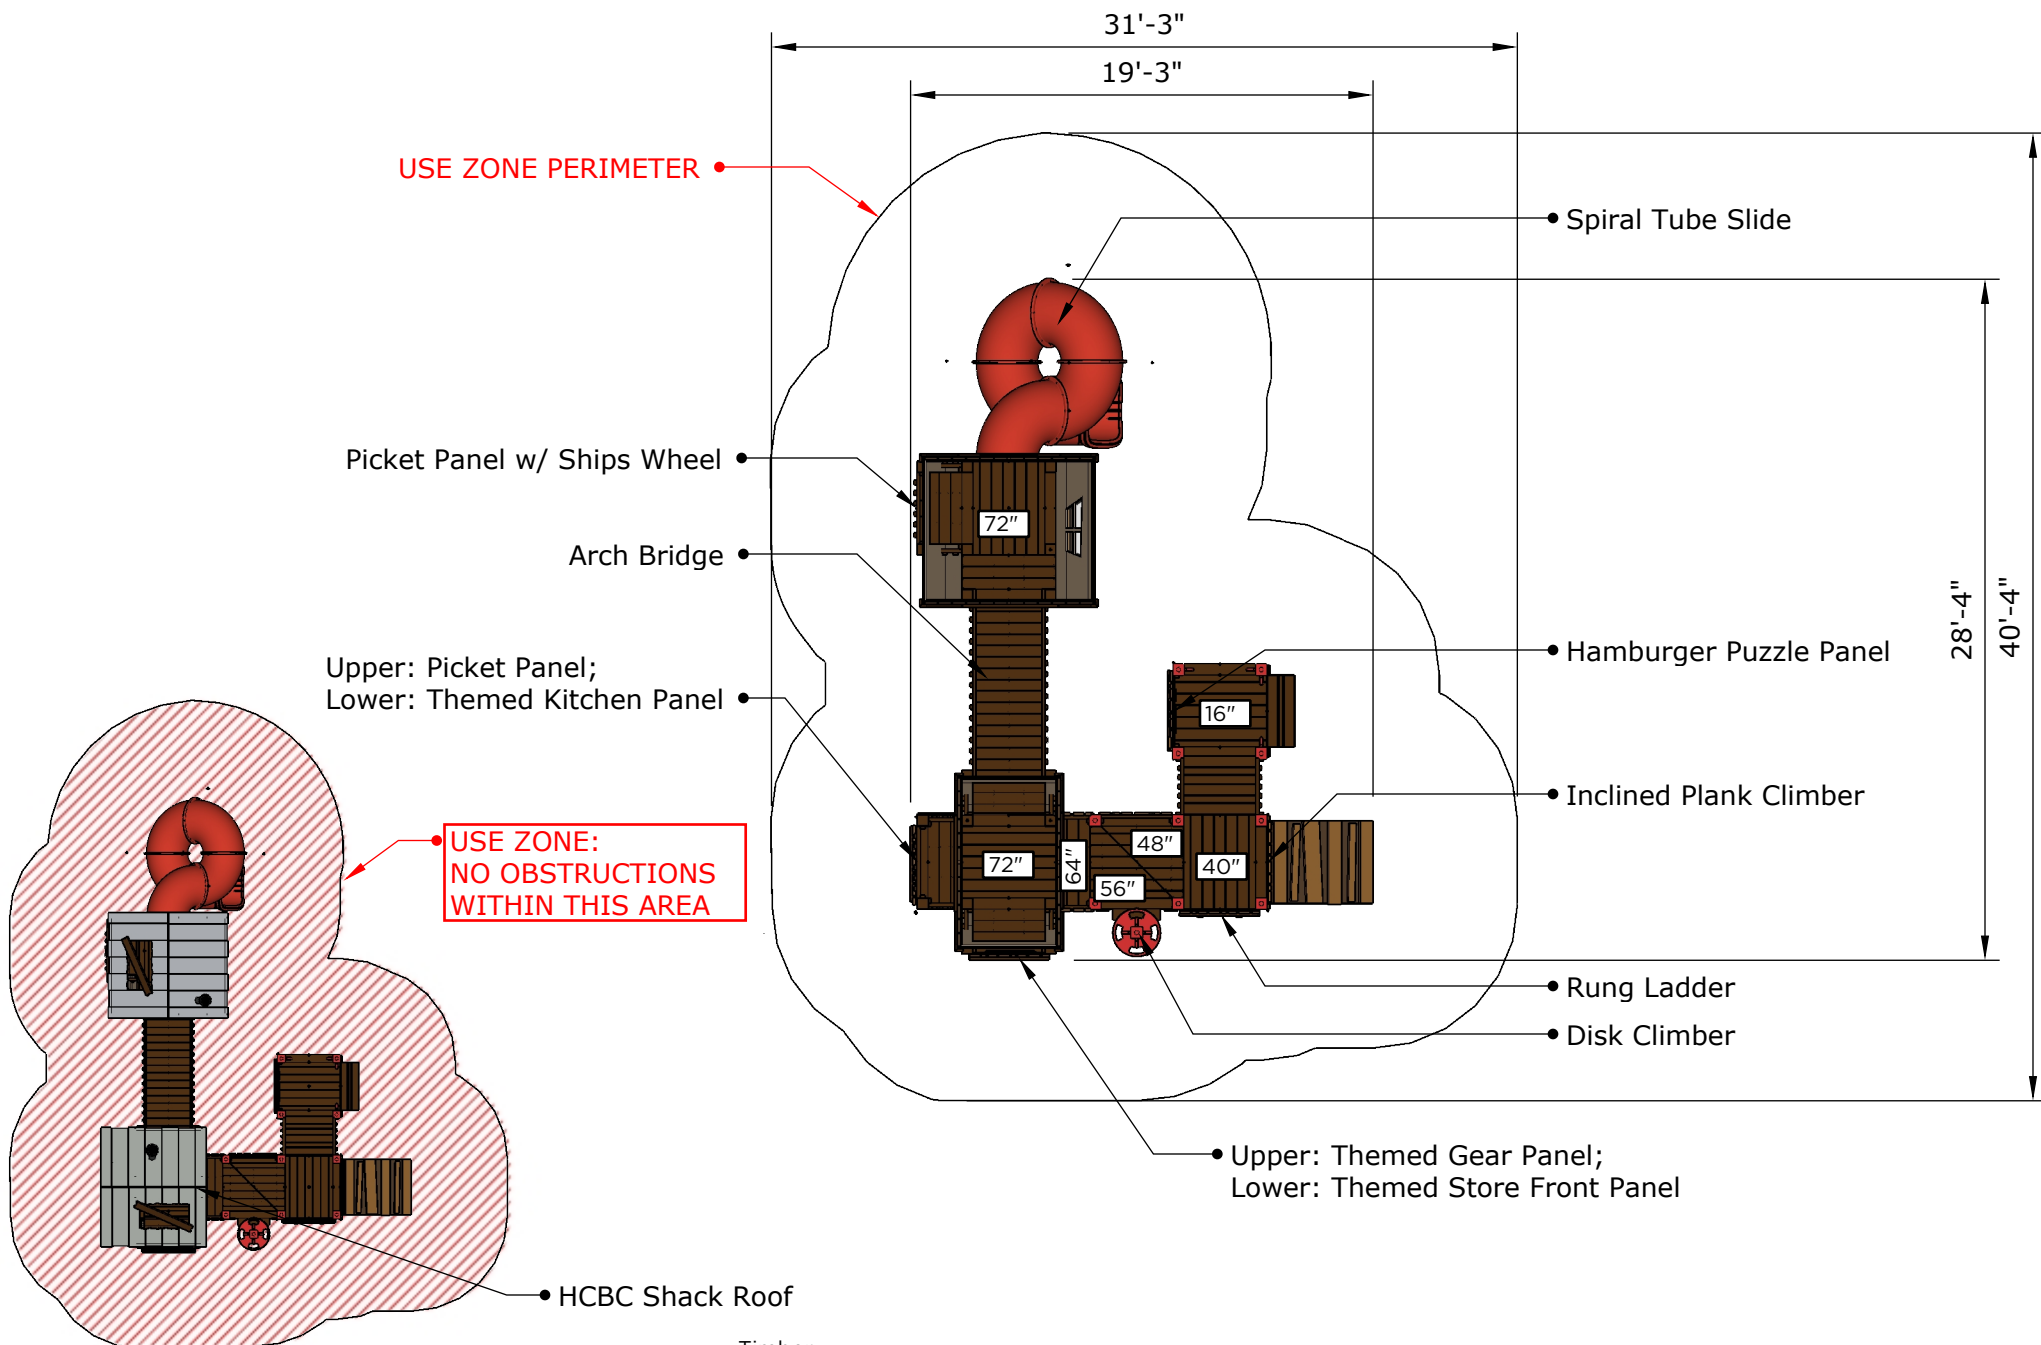 31'-3"
19'-3"
USE ZONE PERIMETER
Spiral Tube Slide
Picket Panel w/ Ships Wheel
72"
Arch Bridge
28'-4"
40'-4"
Hamburger Puzzle Panel
Upper: Picket Panel;
Lower: Themed Kitchen Panel
16"
Inclined Plank Climber
USE ZONE:
NO OBSTRUCTIONS
WITHIN THIS AREA
72"
64"
48"
56"
40"
Rung Ladder
Disk Climber
Upper: Themed Gear Panel;
Lower: Themed Store Front Panel
HCBC Shack Roof